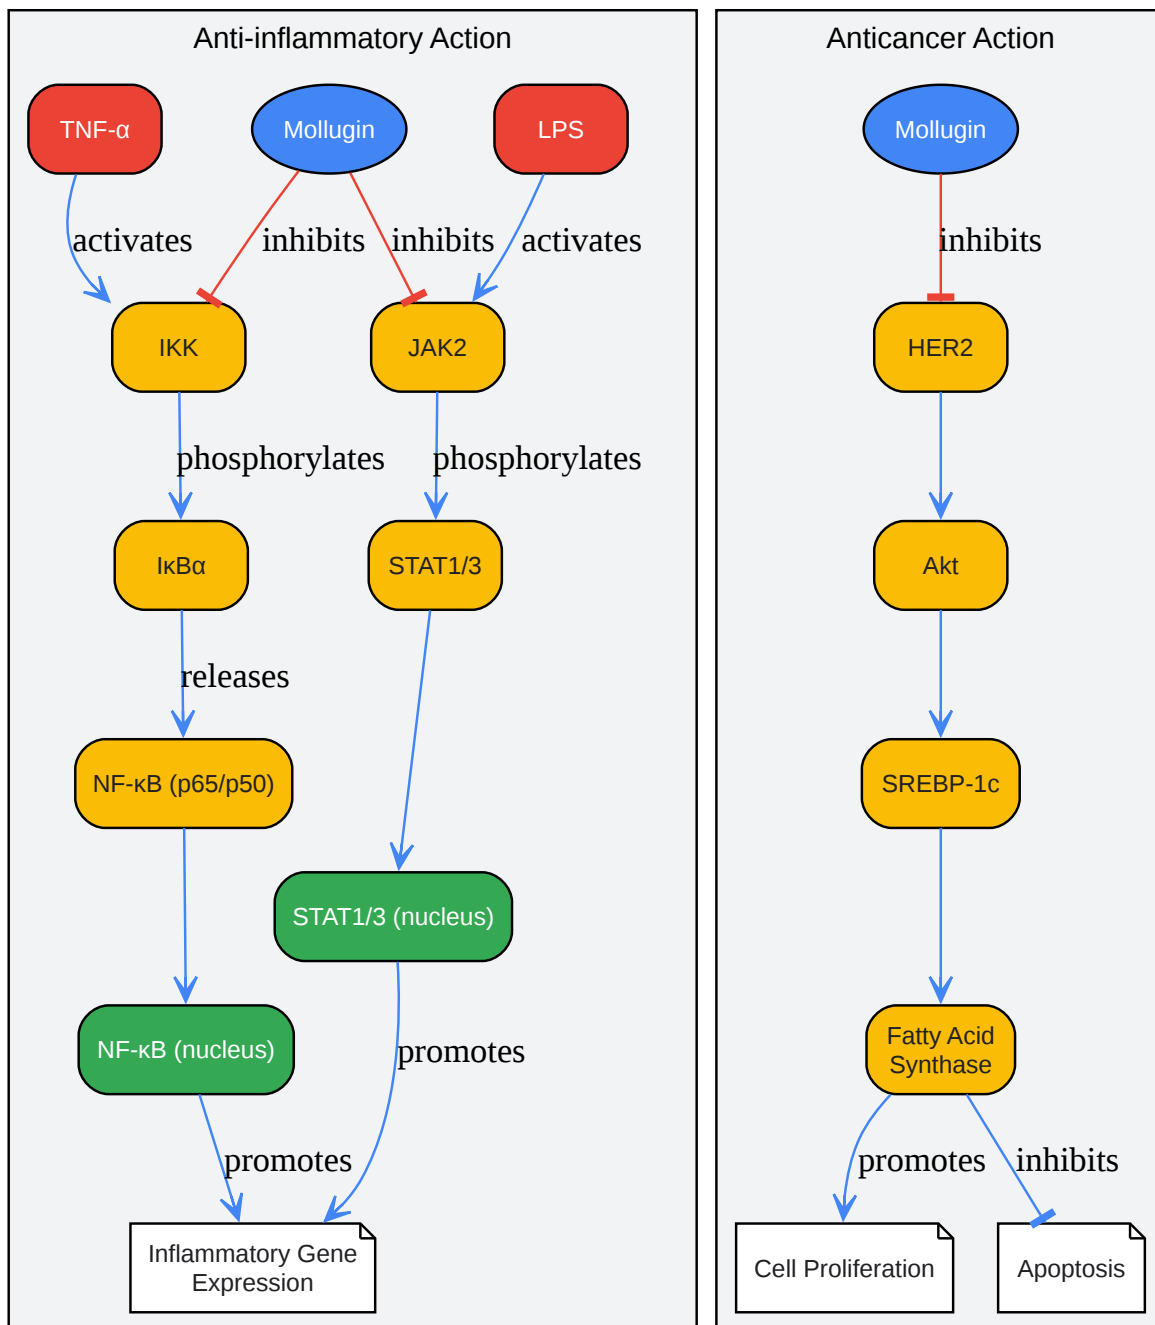 Anti-inflammatory Action
TNF-α
Mollugin
LPS
activates
inhibits
inhibits
activates
IKK
JAK2
phosphorylates
phosphorylates
IκBα
STAT1/3
releases
NF-κB (p65/p50)
STAT1/3 (nucleus)
NF-κB (nucleus)
promotes
promotes
Inflammatory Gene
Expression
Anticancer Action
Mollugin
inhibits
HER2
Akt
SREBP-1c
Fatty Acid
Synthase
promotes
inhibits
Cell Proliferation
Apoptosis